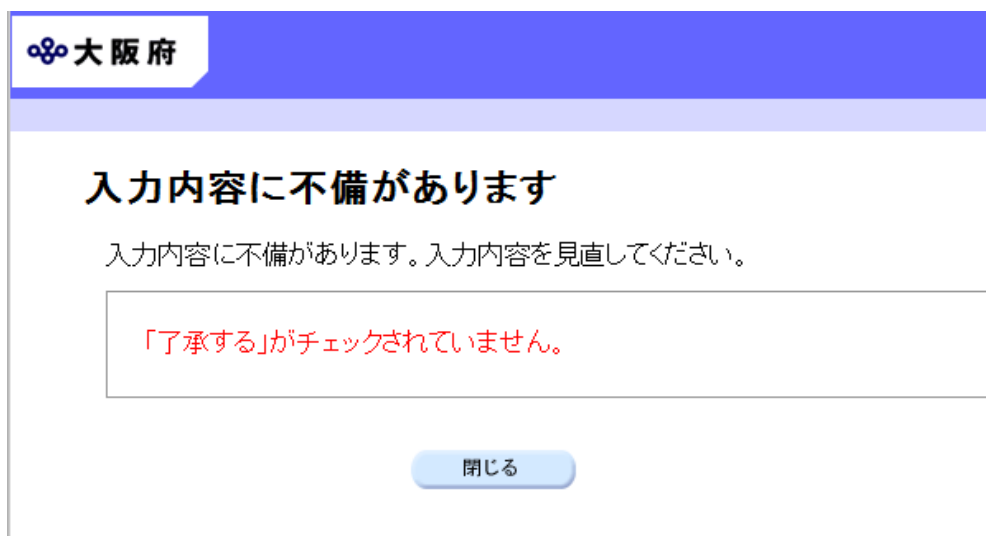 大阪府
入力内容に不備があります
入力内容に不備があります。入力内容を見直してください。
「了承する」がチェックされていません。
閉じる